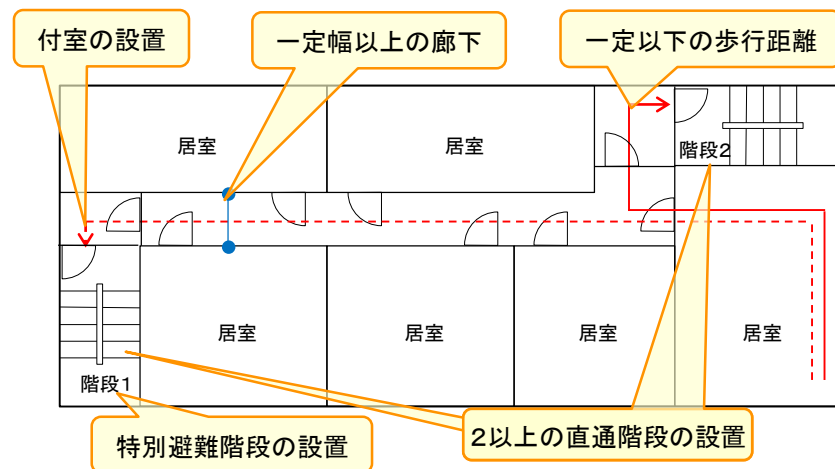 付室の設置
一定幅以上の廊下
一定以下の歩行距離
居室
居室
階段2
居室
居室
居室
居室
階段1
特別避難階段の設置
2以上の直通階段の設置